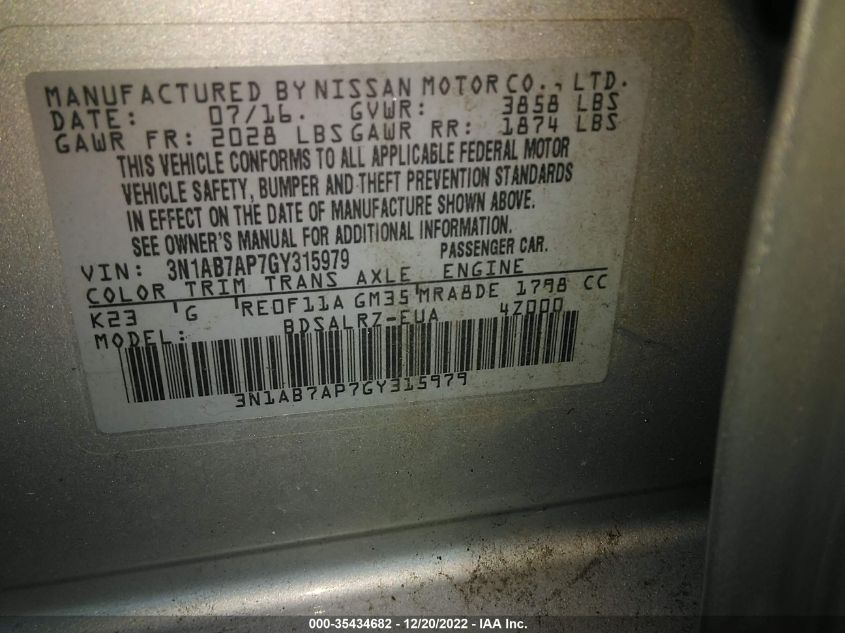 MANUFACTURED BY NISSAN MOTOR CO., LTD.
DATE: 07/16. GVWR: 3858 LBS
GAWR FR: 2028 LBS GAWR RR: 1874 LBS
THIS VEHICLE CONFORMS TO ALL APPLICABLE FEDERAL MOTOR
VEHICLE SAFETY, BUMPER AND THEFT PREVENTION STANDARDS
IN EFFECT ON THE DATE OF MANUFACTURE SHOWN ABOVE.
SEE OWNER'S MANUAL FOR ADDITIONAL INFORMATION.
VIN: 3N1AB7AP7GY315979 PASSENGER CAR.
COLOR TRIM TRANS AXLE ENGINE
K23 'G 'RE0F11A GM35'MRA8DE 1798 CC
MODEL: BDSALRZ-EUA 4Z000
3N1AB7AP7GY315979
000-35434682 - 12/20/2022 - IAA Inc.